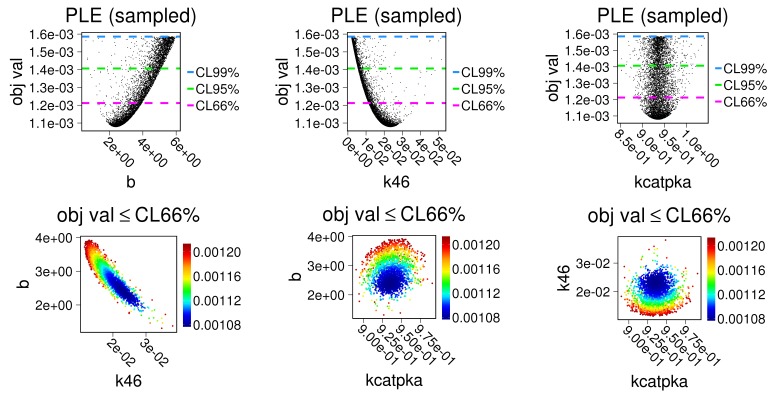 PLE (sampled)
obj val
1.6e-03
1.5e-03
1.4e-03
1.3e-03
1.2e-03
1.1e-03
2e+00
4e+00
6e+00
b
CL99%
CL95%
CL66%
PLE (sampled)
obj val
1.6e-03
1.5e-03
1.4e-03
1.3e-03
1.2e-03
1.1e-03
0e+00
1e-02
2e-02
3e-02
4e-02
5e-02
k46
CL99%
CL95%
CL66%
PLE (sampled)
obj val
1.6e-03
1.5e-03
1.4e-03
1.3e-03
1.2e-03
1.1e-03
8.5e-01
9.0e-01
9.5e-01
1.0e+00
kcatpka
CL99%
CL95%
CL66%
obj val ≤ CL66%
b
4e+00
3e+00
2e+00
2e-02
3e-02
k46
0.00120
0.00116
0.00112
0.00108
obj val ≤ CL66%
b
4e+00
3e+00
2e+00
9.00e-01
9.25e-01
9.50e-01
9.75e-01
kcatpka
0.00120
0.00116
0.00112
0.00108
obj val ≤ CL66%
k46
3e-02
2e-02
9.00e-01
9.25e-01
9.50e-01
9.75e-01
kcatpka
0.00120
0.00116
0.00112
0.00108